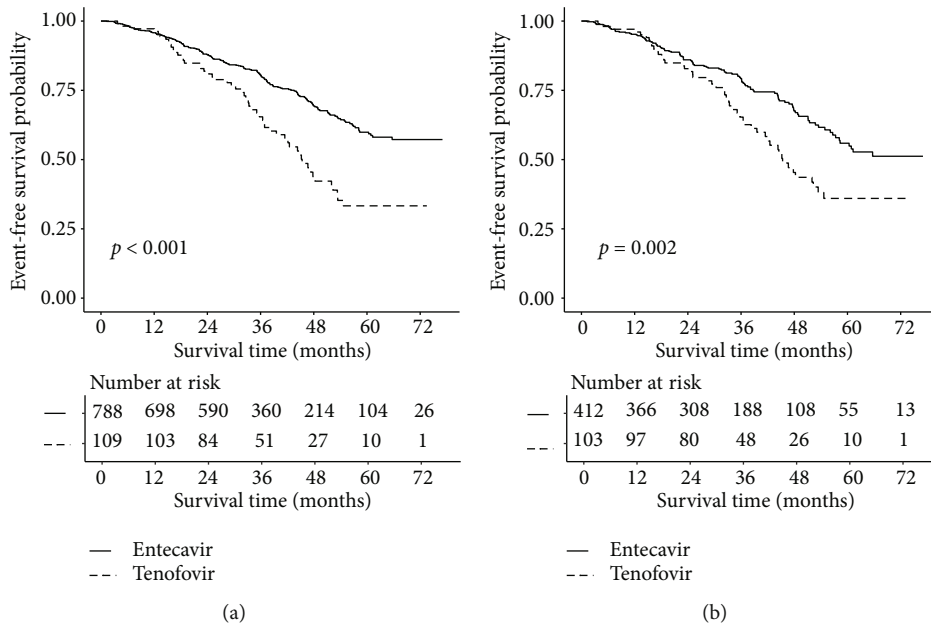 1.00
0.75
0.50
0.25
0.00
Event-free survival probability
p < 0.001
0 12 24 36 48 60 72
Survival time (months)
Number at risk
788 698 590 360 214 104 26
109 103 84 51 27 10 1
0 12 24 36 48 60 72
Survival time (months)
Entecavir
Tenofovir
(a)
1.00
0.75
0.50
0.25
0.00
Event-free survival probability
p = 0.002
0 12 24 36 48 60 72
Survival time (months)
Number at risk
412 366 308 188 108 55 13
103 97 80 48 26 10 1
0 12 24 36 48 60 72
Survival time (months)
Entecavir
Tenofovir
(b)